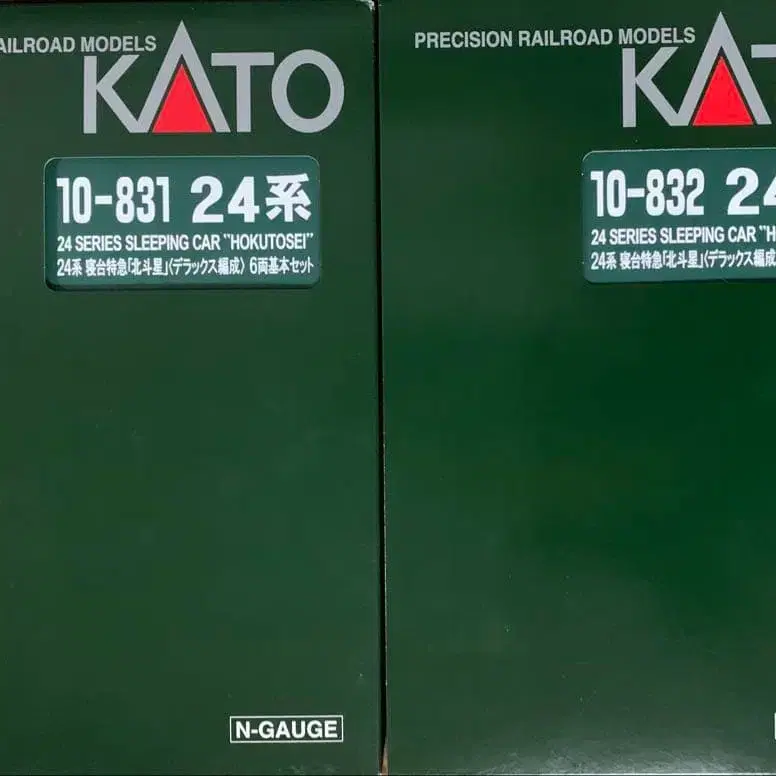 AILROAD MODELS
KATO
10-831 24系
24 SERIES SLEEPING CAR "HOKUTOSEI"
24系 寝台特急「北斗星」〈デラックス編成〉 6両基本セット
N-GAUGE
PRECISION RAILROAD MODELS
KAT
10-832 24
24 SERIES SLEEPING CAR "H
24系 寝台特急「北斗星」〈デラックス編成